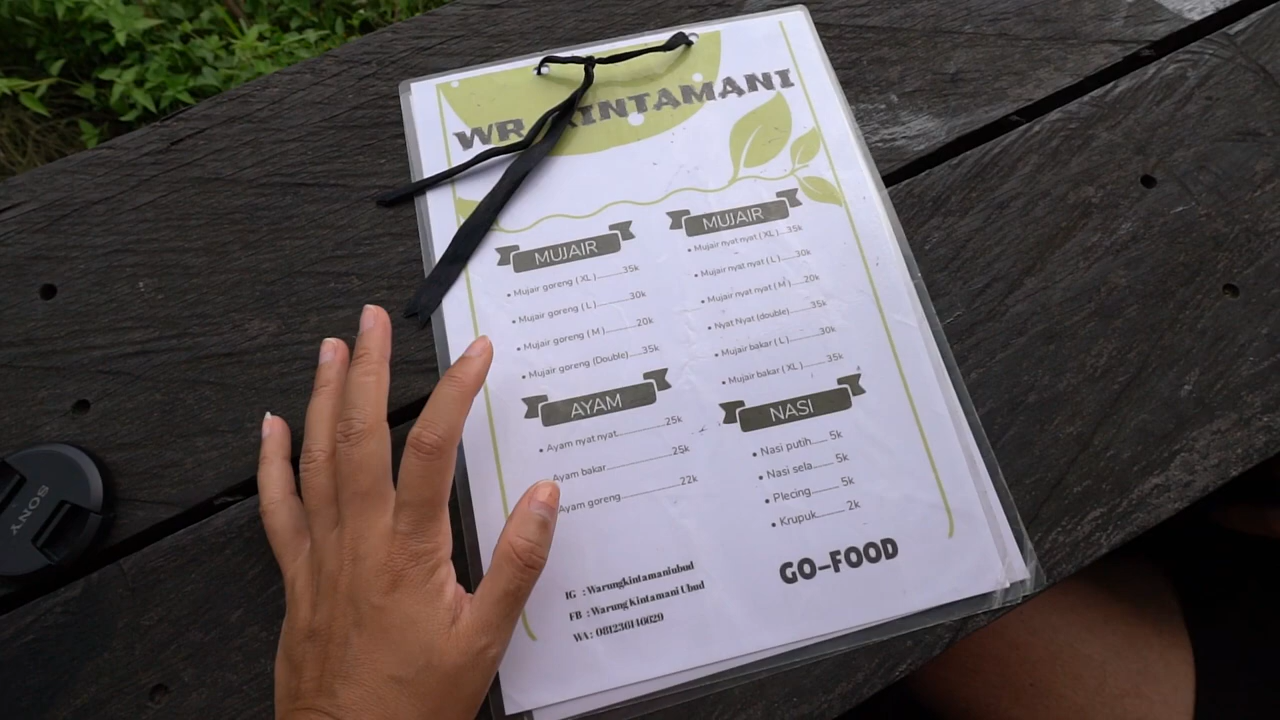 WR KINTAMANI
MUJAIR
• Mujair goreng ( XL )..........35k
• Mujair goreng ( L )............30k
• Mujair goreng ( M )..........20k
• Mujair goreng (Double).....35k
AYAM
• Ayam nyat nyat....................25k
Ayam bakar..........................25k
Ayam goreng.......................22k
MUJAIR
• Mujair nyat nyat ( XL )....35k
• Mujair nyat nyat ( L ).....30k
• Mujair nyat nyat ( M )....20k
• Nyat Nyat (double)........35k
• Mujair bakar ( L )...........30k
• Mujair bakar ( XL )........35k
NASI
• Nasi putih...... 5k
• Nasi sela....... 5k
• Plecing.......... 5k
• Krupuk.......... 2k
GO-FOOD
IG : Warungkintamaniubud
FB : Warung Kintamani Ubud
WA : 081236146629
SONY